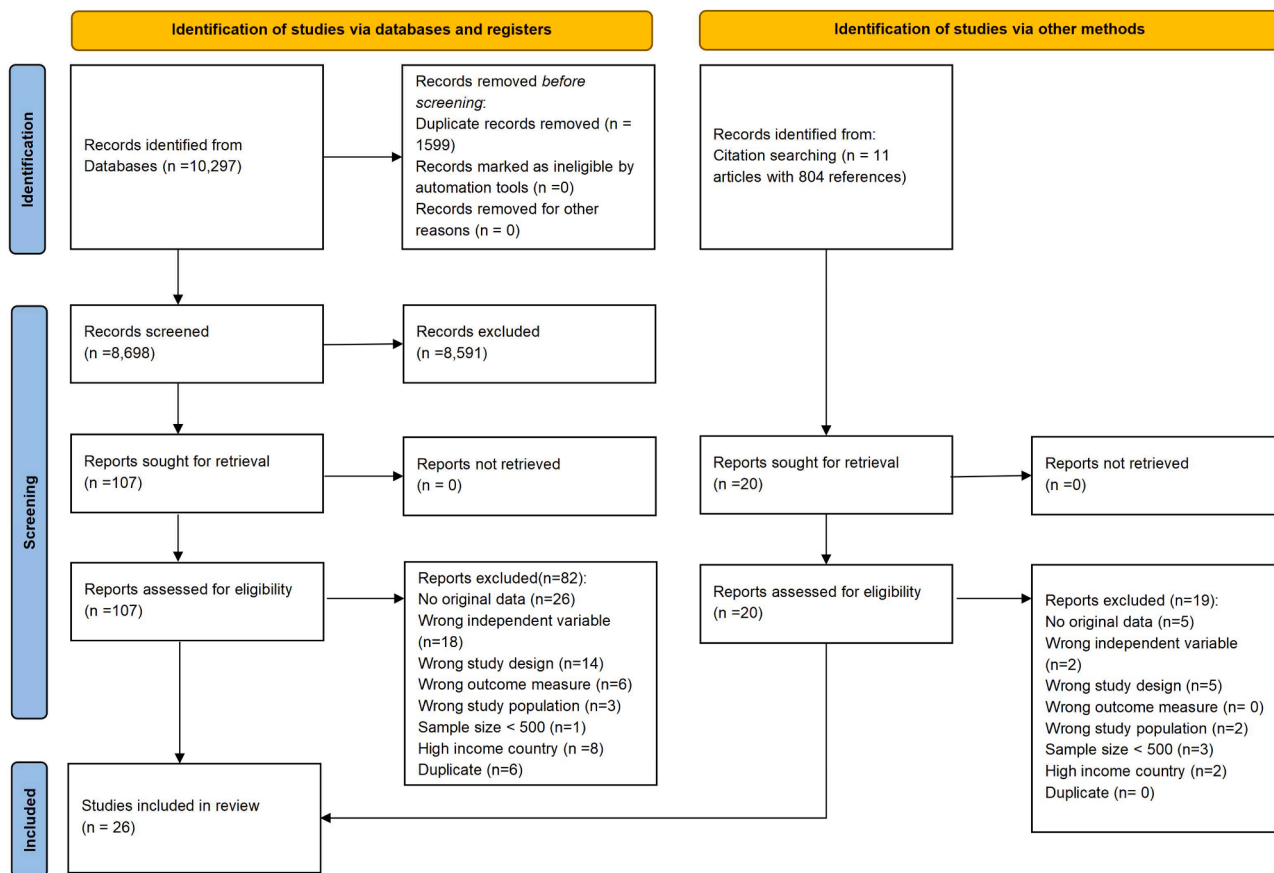 Identification of studies via databases and registers
Identification of studies via other methods
Identification
Records identified from
Databases (n =10,297)
Records removed before
screening:
Duplicate records removed (n =
1599)
Records marked as ineligible by
automation tools (n =0)
Records removed for other
reasons (n = 0)
Records identified from:
Citation searching (n = 11
articles with 804 references)
Screening
Records screened
(n =8,698)
Records excluded
(n =8,591)
Reports sought for retrieval
(n =107)
Reports not retrieved
(n = 0)
Reports sought for retrieval
(n =20)
Reports not retrieved
(n =0)
Reports assessed for eligibility
(n =107)
Reports excluded(n=82):
No original data (n=26)
Wrong independent variable
(n=18)
Wrong study design (n=14)
Wrong outcome measure (n=6)
Wrong study population (n=3)
Sample size < 500 (n=1)
High income country (n =8)
Duplicate (n=6)
Reports assessed for eligibility
(n =20)
Reports excluded (n=19):
No original data (n=5)
Wrong independent variable
(n=2)
Wrong study design (n=5)
Wrong outcome measure (n= 0)
Wrong study population (n=2)
Sample size < 500 (n=3)
High income country (n=2)
Duplicate (n= 0)
Included
Studies included in review
(n = 26)